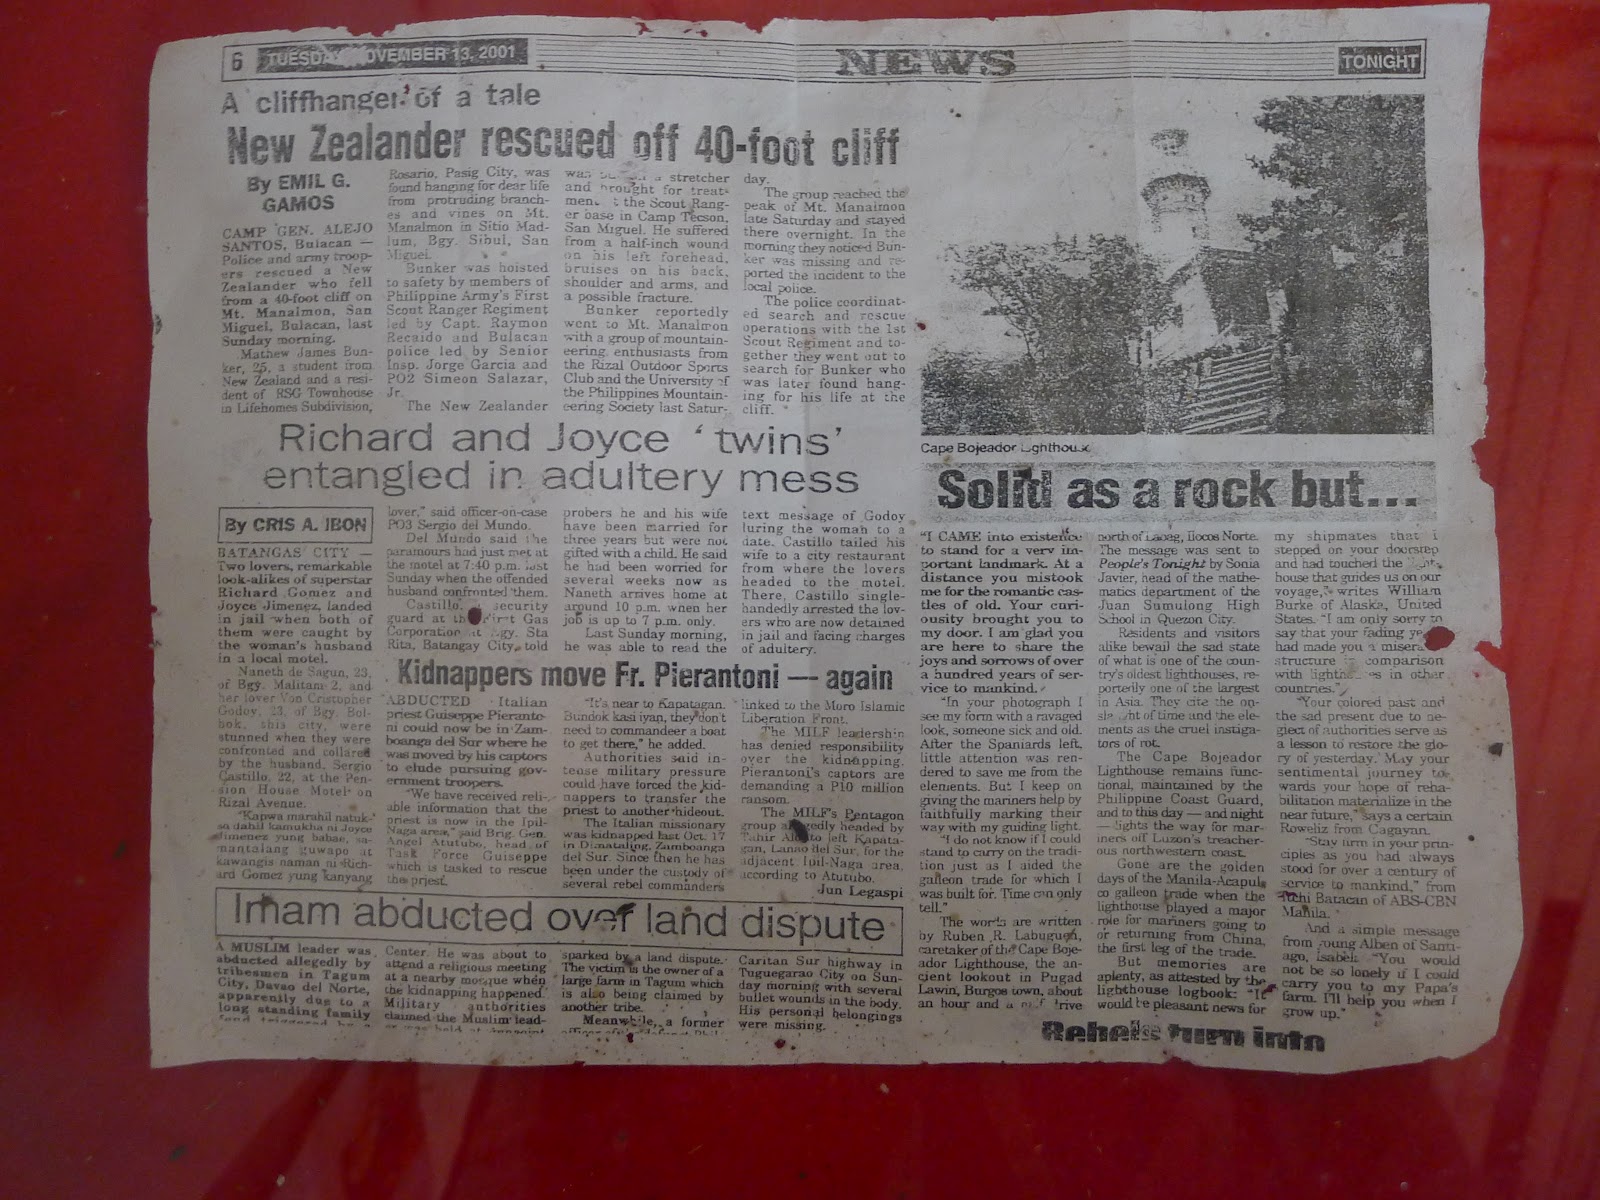 6
TUESDAY NOVEMBER 13, 2001
NEWS
TONIGHT
A cliffhanger of a tale
New Zealander rescued off 40-foot cliff
By EMIL G.
GAMOS
CAMP GEN. ALEJO
SANTOS, Bulacan —
Police and army troop-
ers rescued a New
Zealander who fell
from a 40-foot cliff on
Mt. Manalmon, San
Miguel, Bulacan, last
Sunday morning.
Mathew James Bun-
ker, 25, a student from
New Zealand and a resi-
dent of RSG Townhouse
in Lifehomes Subdivision,
Rosario, Pasig City, was
found hanging for dear life
from protruding branch-
es and vines on Mt.
Manalmon in Sitio Mad-
lum, Bgy. Sibul, San
Miguel.
Bunker was hoisted
to safety by members of
Philippine Army's First
Scout Ranger Regiment
led by Capt. Raymon
Recaido and Bulacan
police led by Senior
Insp. Jorge Garcia and
PO2 Simeon Salazar,
Jr.
The New Zealander
was a stretcher
and brought for treat-
the Scout Rang-
er base in Camp Tecson,
San Miguel. He suffered
from a half-inch wound
on his left forehead,
bruises on his back,
shoulder and arms, and
a possible fracture.
Bunker reportedly
went to Mt. Manalmon
with a group of mountain-
eering enthusiasts from
the Rizal Outdoor Sports
Club and the University of
the Philippines Mountain-
eering Society last Satur-
day.
The group reached the
peak of Mt. Manalmon
late Saturday and stayed
there overnight. In the
morning they noticed Bun-
ker was missing and re-
ported the incident to the
local police.
The police coordinat-
ed search and rescue
operations with the 1st
Scout Regiment and to-
gether they went out to
search for Bunker who
was later found hang-
ing for his life at the
cliff.
Richard and Joyce 'twins'
entangled in adultery mess
By CRIS A. IBON
BATANGAS CITY —
Two lovers, remarkable
look-alikes of superstar
Richard Gomez and
Joyce Jimenez, landed
in jail when both of
them were caught by
the woman's husband
in a local motel.
Naneth de Sagun, 23,
of Bgy. Malitam 2, and
her lover Von Cristopher
Godoy, 23, of Bgy. Bol-
bok, this city, were
stunned when they were
confronted and collared
by the husband, Sergio
Castillo, 22, at the Pen-
sion House Motel on
Rizal Avenue.
"Kapwa marahil natuk-
so dahil kamukha ni Joyce
Jimenez yung babae, sa-
mantalang guwapo at
kawangis naman ni Rich-
ard Gomez yung kanyang
lover," said officer-on-case
PO3 Sergio del Mundo.
Del Mundo said the
paramours had just met at
the motel at 7:40 p.m. last
Sunday when the offended
husband confronted them.
Castillo, security
guard at the First Gas
Corporation at Bgy. Sta
Rita, Batangay City, told
probers he and his wife
have been married for
three years but were not
gifted with a child. He said
he had been worried for
several weeks now as
Naneth arrives home at
around 10 p.m. when her
job is up to 7 p.m. only.
Last Sunday morning,
he was able to read the
text message of Godoy
luring the woman to a
date. Castillo tailed his
wife to a city restaurant
from where the lovers
headed to the motel.
There, Castillo single-
handedly arrested the lov-
ers who are now detained
in jail and facing charges
of adultery.
Kidnappers move Fr. Pierantoni — again
ABDUCTED Italian
priest Guiseppe Pieranto-
ni could now be in Zam-
boanga del Sur where he
was moved by his captors
to elude pursuing gov-
ernment troopers.
"We have received reli-
able information that the
priest is now in the Ipil-
Naga area," said Brig. Gen.
Angel Atutubo, head of
Task Force Guiseppe
which is tasked to rescue
the priest.
"It's near to Kapatagan.
Bundok kasi iyan, they don't
need to commandeer a boat
to get there," he added.
Authorities said in-
tense military pressure
could have forced the kid-
nappers to transfer the
priest to another hideout.
The Italian missionary
was kidnapped last Oct. 17
in Dimataling, Zamboanga
del Sur. Since then he has
been under the custody of
several rebel commanders
linked to the Moro Islamic
Liberation Front.
The MILF leadership
has denied responsibility
over the kidnapping.
Pierantoni's captors are
demanding a P10 million
ransom.
The MILF's Pentagon
group headed by
Tahir to left Kapata-
gan, Lanao del Sur, for the
adjacent Ipil-Naga area,
according to Atutubo.
Jun Legaspi
Imam abducted over land dispute
A MUSLIM leader was
abducted allegedly by
tribesmen in Tagum
City, Davao del Norte,
apparently due to a
long standing family
Center. He was about to
attend a religious meeting
at a nearby mosque when
the kidnapping happened.
Military authorities
claimed the Muslim lead-
sparked by a land dispute.
The victim is the owner of a
large farm in Tagum which
is also being claimed by
another tribe.
Meanwhile, a former
Caritan Sur highway in
Tuguegarao City on Sun-
day morning with several
bullet wounds in the body.
His personal belongings
were missing.
Cape Bojeador Lighthouse
Solid as a rock but...
"I CAME into existence
to stand for a very im-
portant landmark. At a
distance you mistook
me for the romantic cas-
tles of old. Your curi-
ousity brought you to
my door. I am glad you
are here to share the
joys and sorrows of over
a hundred years of ser-
vice to mankind.
"In your photograph I
see my form with a ravaged
look, someone sick and old.
After the Spaniards left,
little attention was ren-
dered to save me from the
elements. But I keep on
giving the mariners help by
faithfully marking their
way with my guiding light.
"I do not know if I could
stand to carry on the tradi-
tion just as I aided the
galleon trade for which I
was built for. Time can only
tell."
The words are written
by Ruben R. Labuguen,
caretaker of the Cape Boje-
ador Lighthouse, the an-
cient lookout in Pugad
Lawin, Burgos town, about
an hour and a half drive
north of Laoag, Ilocos Norte.
The message was sent to
People's Tonight by Sonia
Javier, head of the mathe-
matics department of the
Juan Sumulong High
School in Quezon City.
Residents and visitors
alike bewail the sad state
of what is one of the coun-
try's oldest lighthouses, re-
portedly one of the largest
in Asia. They cite the on-
slaught of time and the ele-
ments as the cruel instiga-
tors of rot.
The Cape Bojeador
Lighthouse remains func-
tional, maintained by the
Philippine Coast Guard,
and to this day — and night
— lights the way for mar-
iners off Luzon's treacher-
ous northwestern coast.
Gone are the golden
days of the Manila-Acapul-
co galleon trade when the
lighthouse played a major
role for mariners going to
or returning from China,
the first leg of the trade.
But memories are
aplenty, as attested by the
lighthouse logbook: "It
would be pleasant news for
my shipmates that I
stepped on your doorstep
and had touched the light-
house that guides us on our
voyage," writes William
Burke of Alaska, United
States. "I am only sorry to
say that your fading
had made you a
structure in comparison
with lighthouses in other
countries."
"Your colored past and
the sad present due to ne-
glect of authorities serve as
a lesson to restore the glo-
ry of yesterday. May your
sentimental journey to-
wards your hope of reha-
bilitation materialize in the
near future," says a certain
Roweliz from Cagayan.
"Stay firm in your prin-
ciples as you had always
stood for over a century of
service to mankind," from
Batacan of ABS-CBN
Manila.
And a simple message
from young Alben of Santi-
ago, Isabela: "You would
not be so lonely if I could
carry you to my Papa's
farm. I'll help you when I
grow up."
Rebels turn into